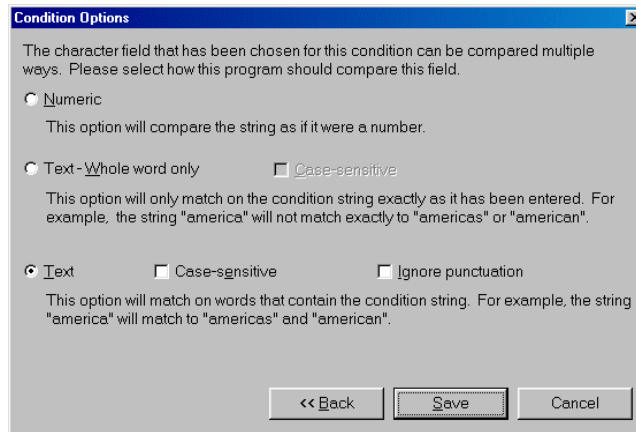 Condition Options
The character field that has been chosen for this condition can be compared multiple
ways. Please select how this program should compare this field.
Numeric
This option will compare the string as if it were a number.
Text - Whole word only Case-sensitive
This option will only match on the condition string exactly as it has been entered. For
example, the string "america" will not match exactly to "americas" or "american".
Text Case-sensitive Ignore punctuation
This option will match on words that contain the condition string. For example, the string
"america" will match to "americas" and "american".
<< Back Save Cancel